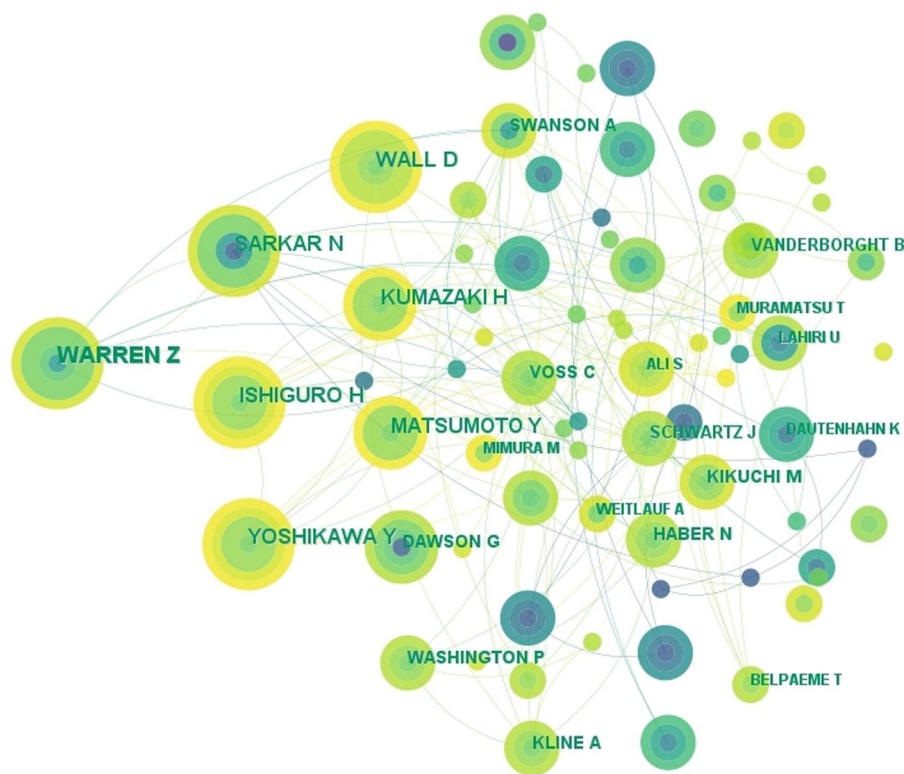 SWANSON A
WALL D
SARKAR N
VANDERBORGHT B
KUMAZAKI H
MURAMATSU T
LAHIRI U
WARREN Z
VOSS C
ALI S
ISHIGURO H
MATSUMOTO Y
SCHWARTZ J
DAUTENHAHN K
MIMURA M
KIKUCHI M
WEITLAUF A
YOSHIKAWA Y
DAWSON G
HABER N
WASHINGTON P
BELPAEME T
KLINE A